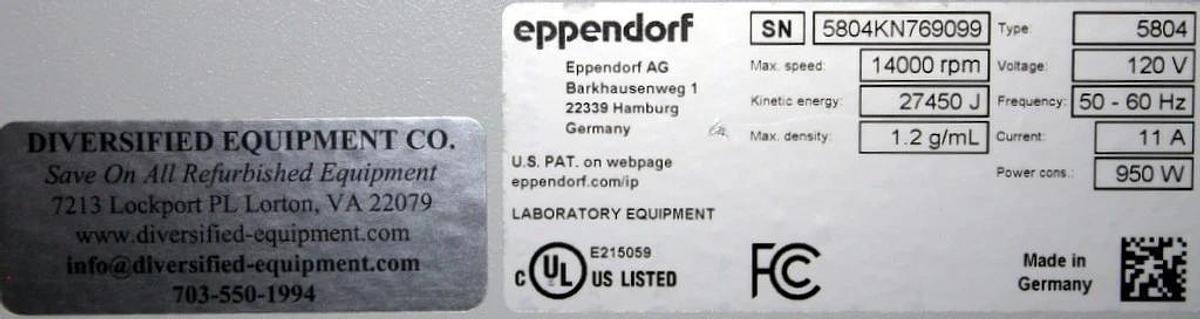 DIVERSIFIED EQUIPMENT CO.
Save On All Refurbished Equipment
7213 Lockport PL Lorton, VA 22079
www.diversified-equipment.com
info@diversified-equipment.com
703-550-1994
eppendorf
Eppendorf AG
Barkhausenweg 1
22339 Hamburg
Germany
U.S. PAT. on webpage
eppendorf.com/ip
LABORATORY EQUIPMENT
E215059
C UL US LISTED
FC
SN 5804KN769099 Type: 5804
Max. speed: 14000 rpm Voltage: 120 V
Kinetic energy: 27450 J Frequency: 50 - 60 Hz
Max. density: 1.2 g/mL Current: 11 A
Power cons.: 950 W
Made in
Germany